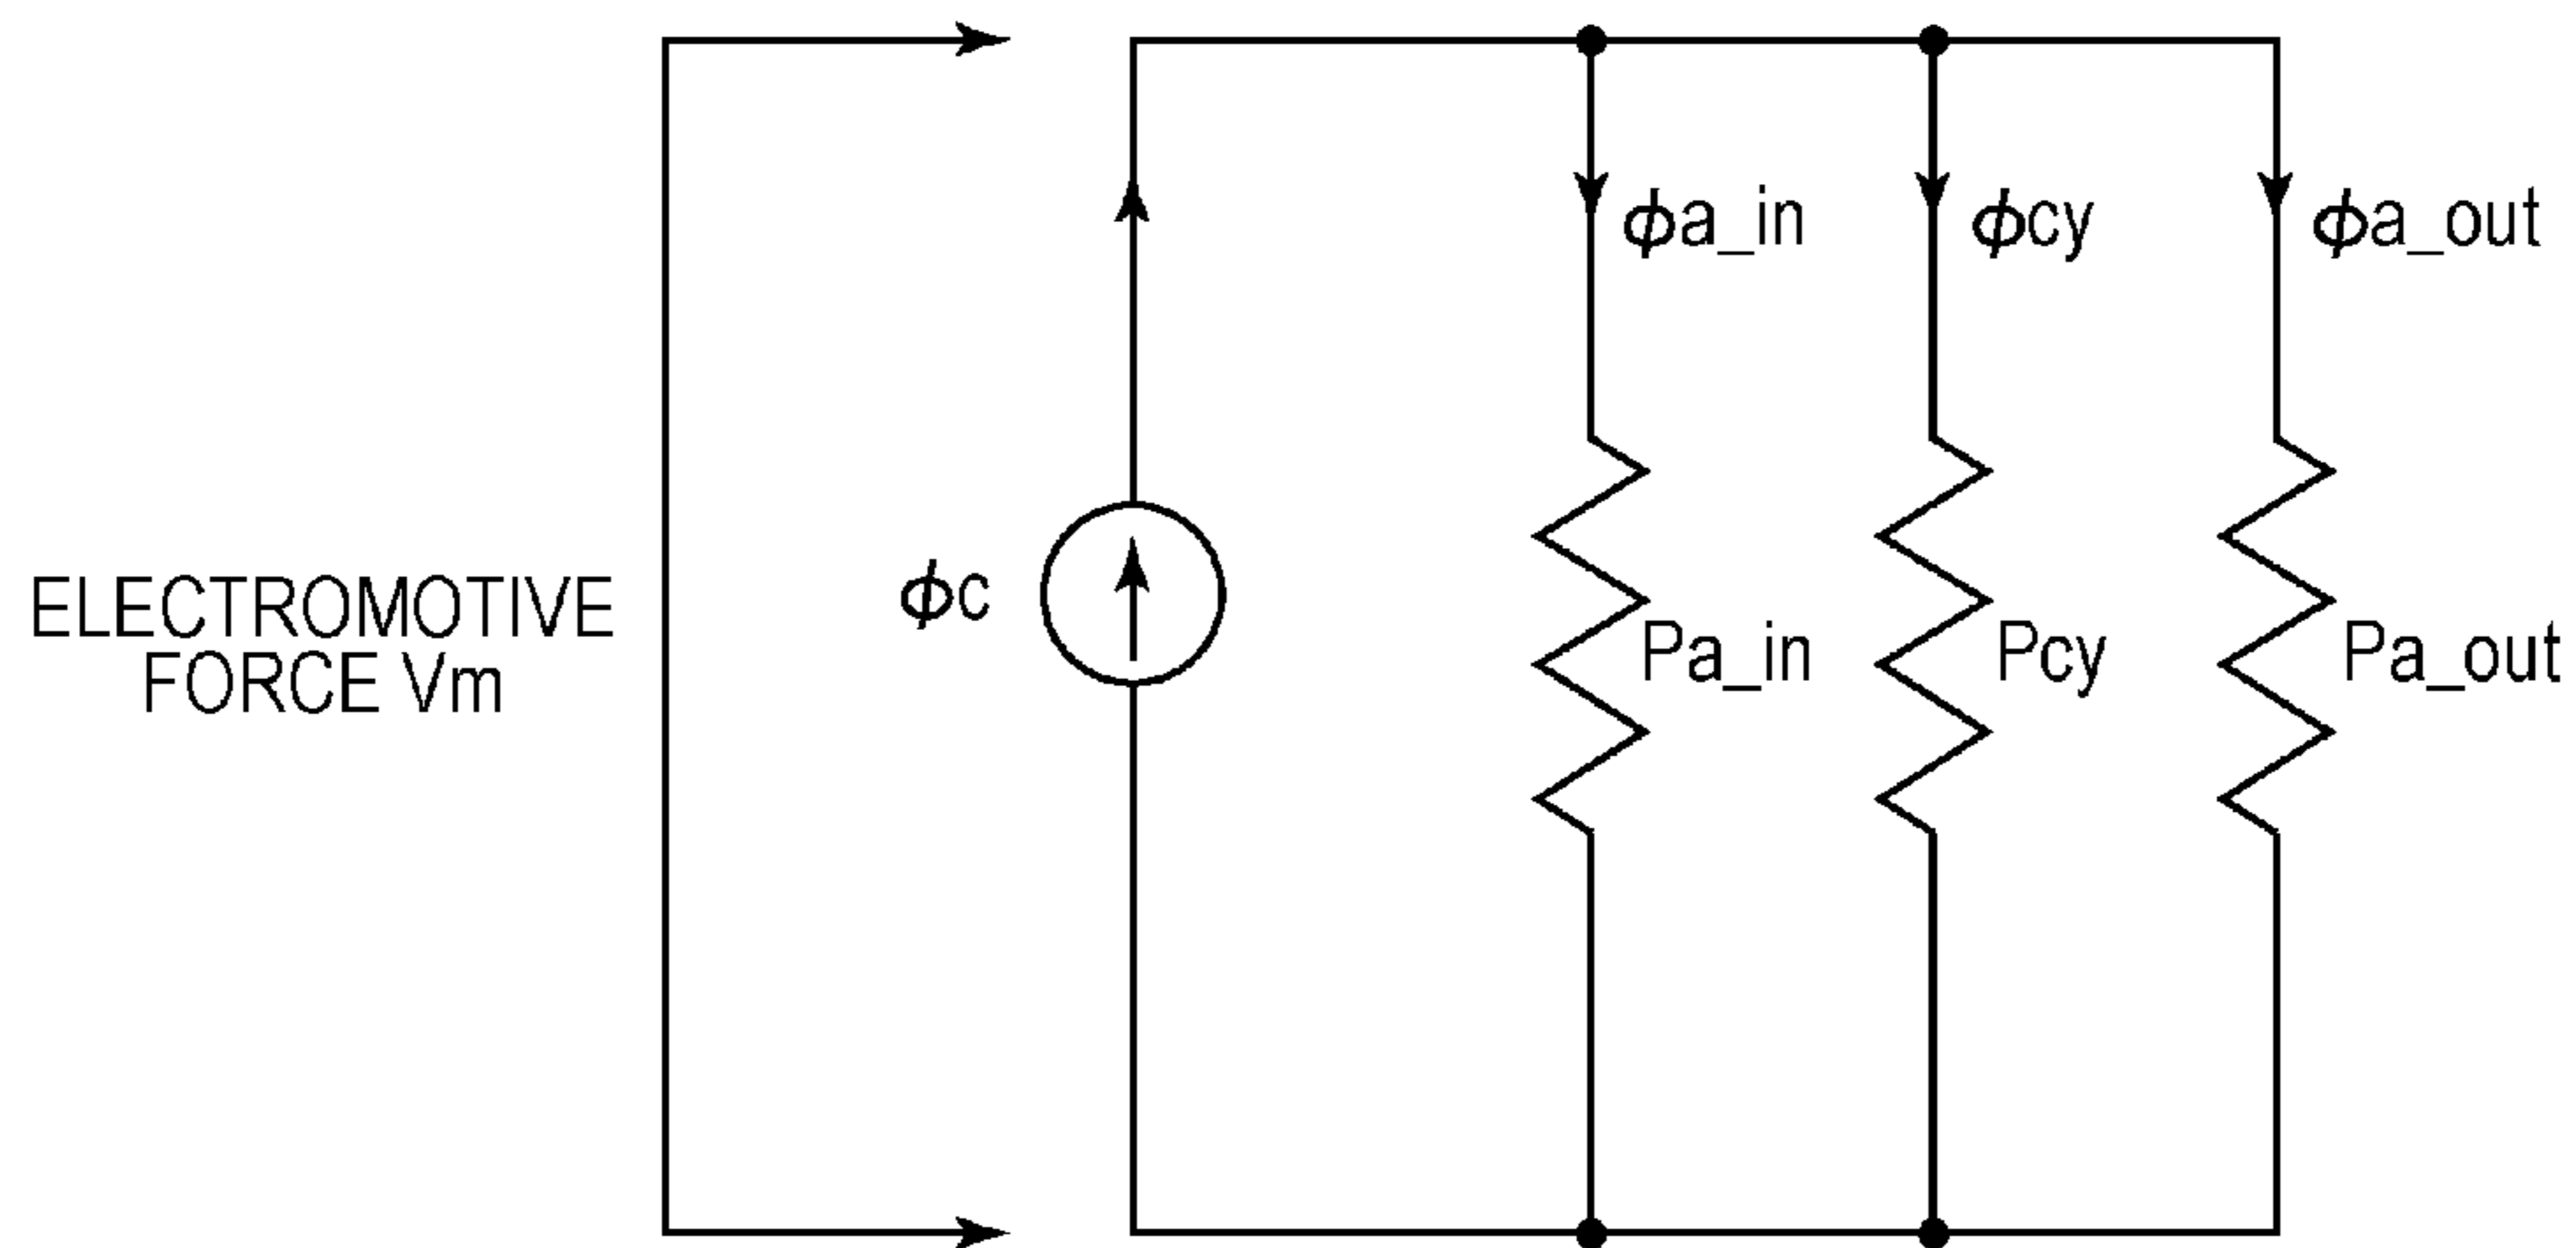 ϕa_in
ϕcy
ϕa_out
ELECTROMOTIVE
FORCE Vm
ϕc
Pa_in
Pcy
Pa_out